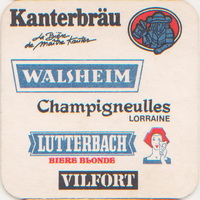 Kanterbräu
La Bière
de Maître Kanter
WALSHEIM
Champigneulles
LORRAINE
LUTTERBACH
BIERE BLONDE
VILFORT